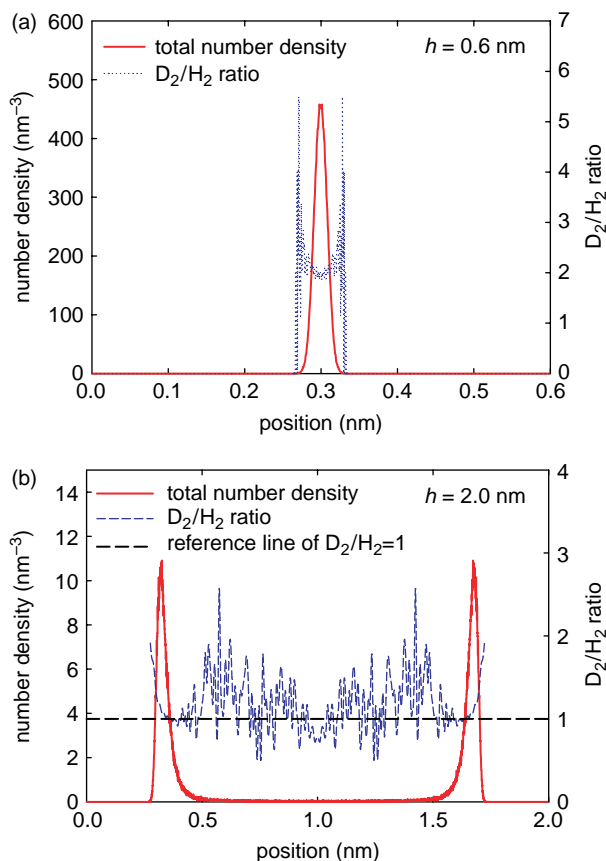 (a)
total number density
D₂/H₂ ratio
h = 0.6 nm
600
500
400
300
200
100
0
number density (nm⁻³)
7
6
5
4
3
2
1
0
D₂/H₂ ratio
0.0 0.1 0.2 0.3 0.4 0.5 0.6
position (nm)
(b)
total number density
D₂/H₂ ratio
reference line of D₂/H₂=1
h = 2.0 nm
14
12
10
8
6
4
2
0
number density (nm⁻³)
4
3
2
1
0
D₂/H₂ ratio
0.0 0.5 1.0 1.5 2.0
position (nm)